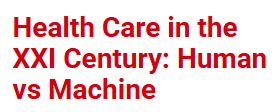 Health Care in the
XXI Century: Human
vs Machine